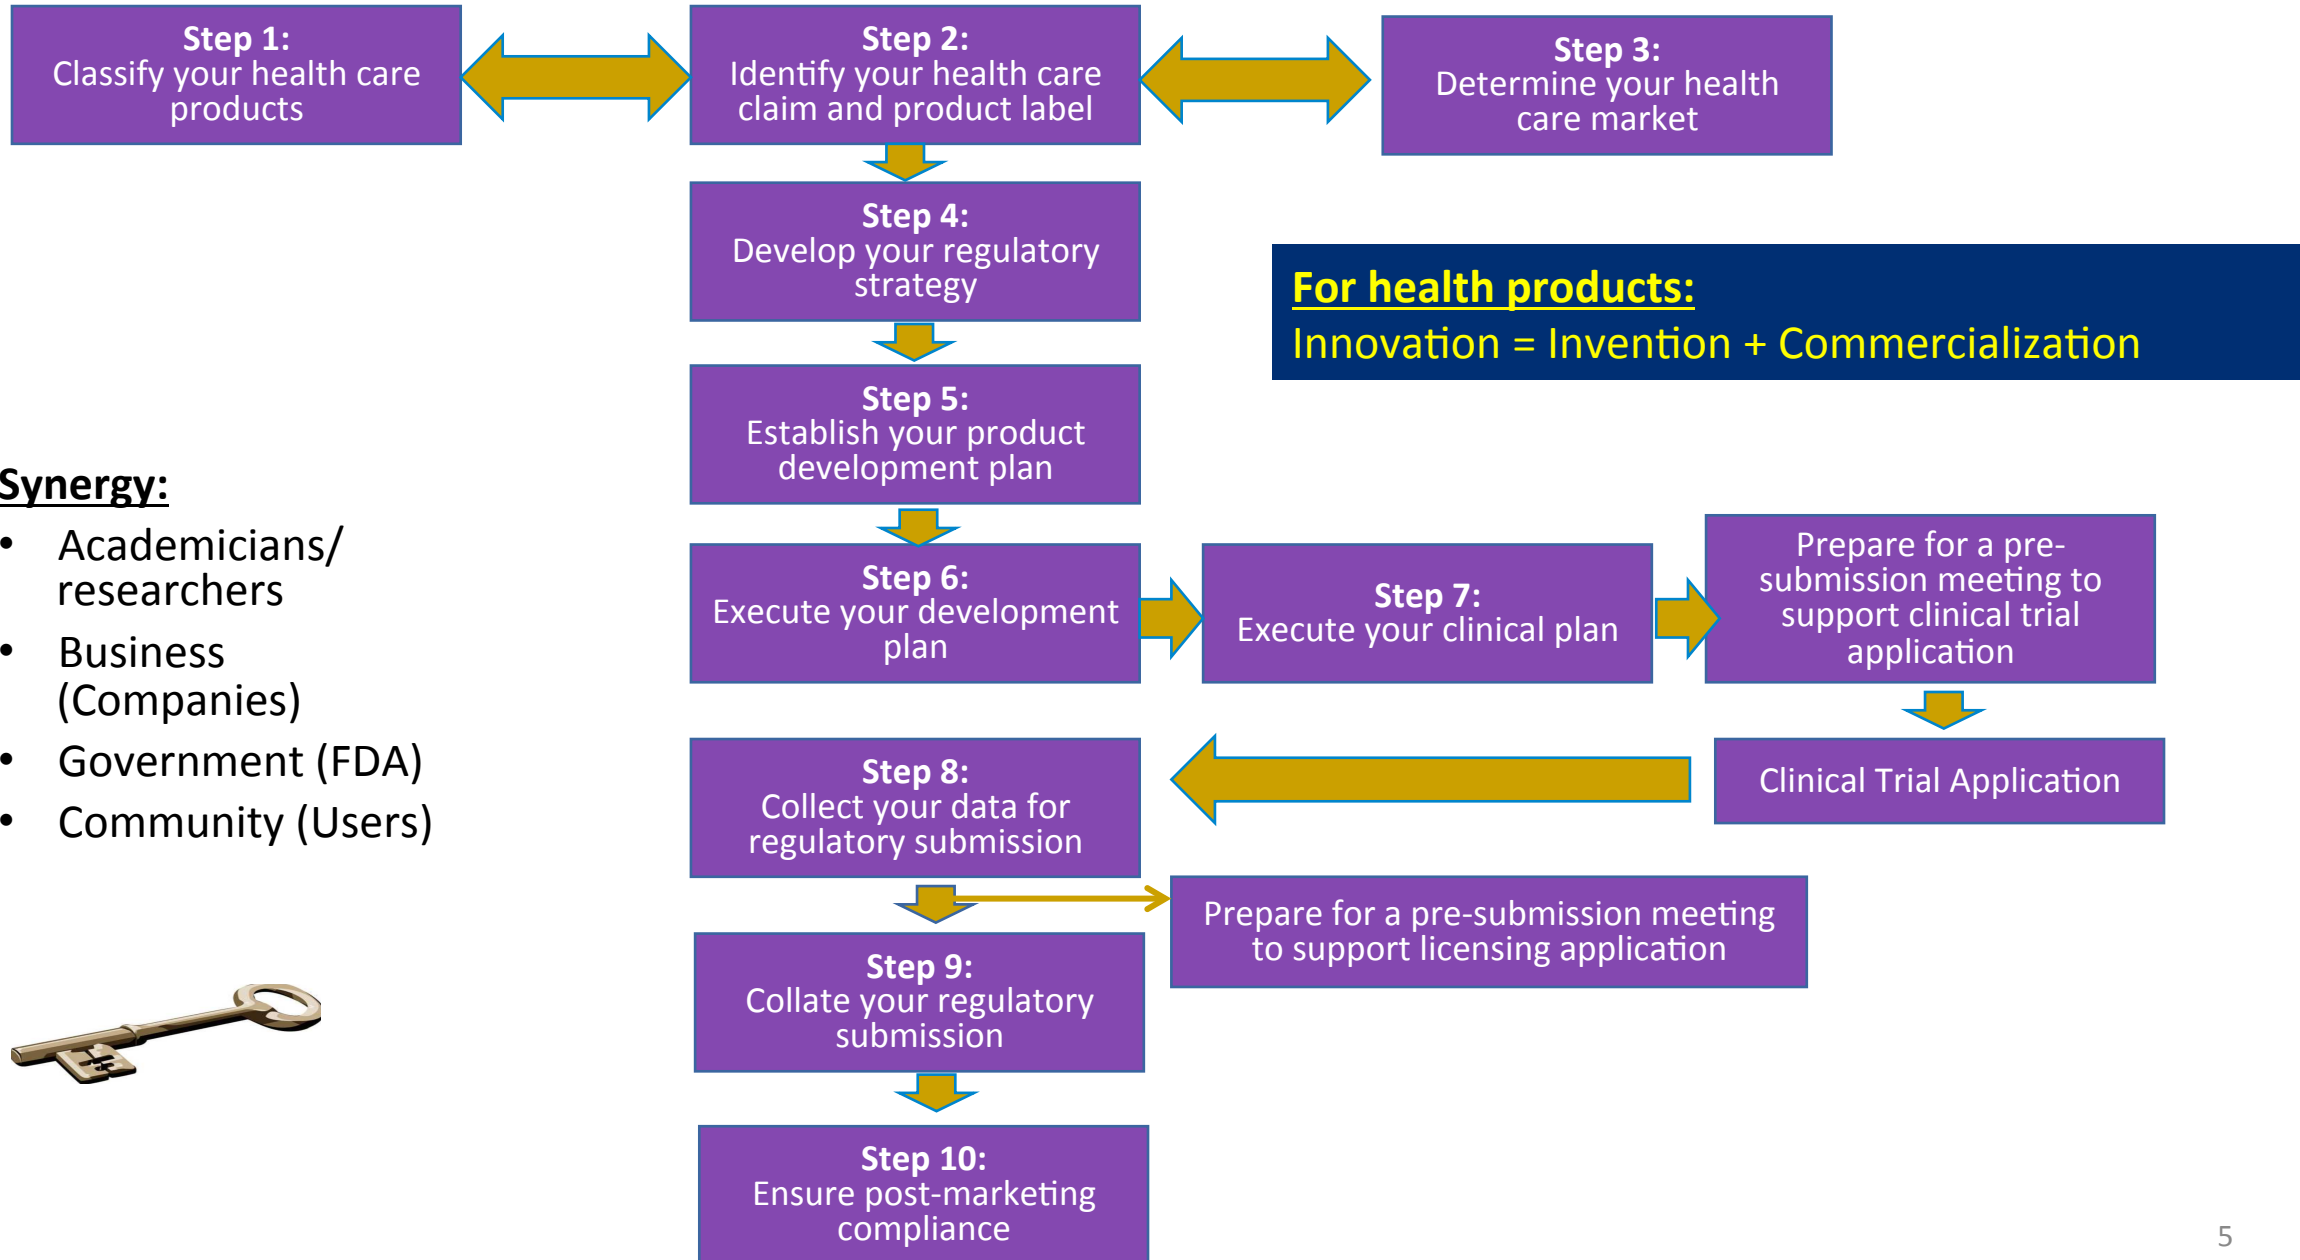 Step 1:
Classify your health care
products
Step 2:
Identify your health care
claim and product label
Step 3:
Determine your health
care market
Step 4:
Develop your regulatory
strategy
For health products:
Innovation = Invention + Commercialization
Step 5:
Establish your product
development plan
Synergy:
• Academicians/
researchers
• Business
(Companies)
• Government (FDA)
• Community (Users)
Step 6:
Execute your development
plan
Step 7:
Execute your clinical plan
Prepare for a pre-
submission meeting to
support clinical trial
application
Clinical Trial Application
Step 8:
Collect your data for
regulatory submission
Prepare for a pre-submission meeting
to support licensing application
Step 9:
Collate your regulatory
submission
Step 10:
Ensure post-marketing
compliance
5